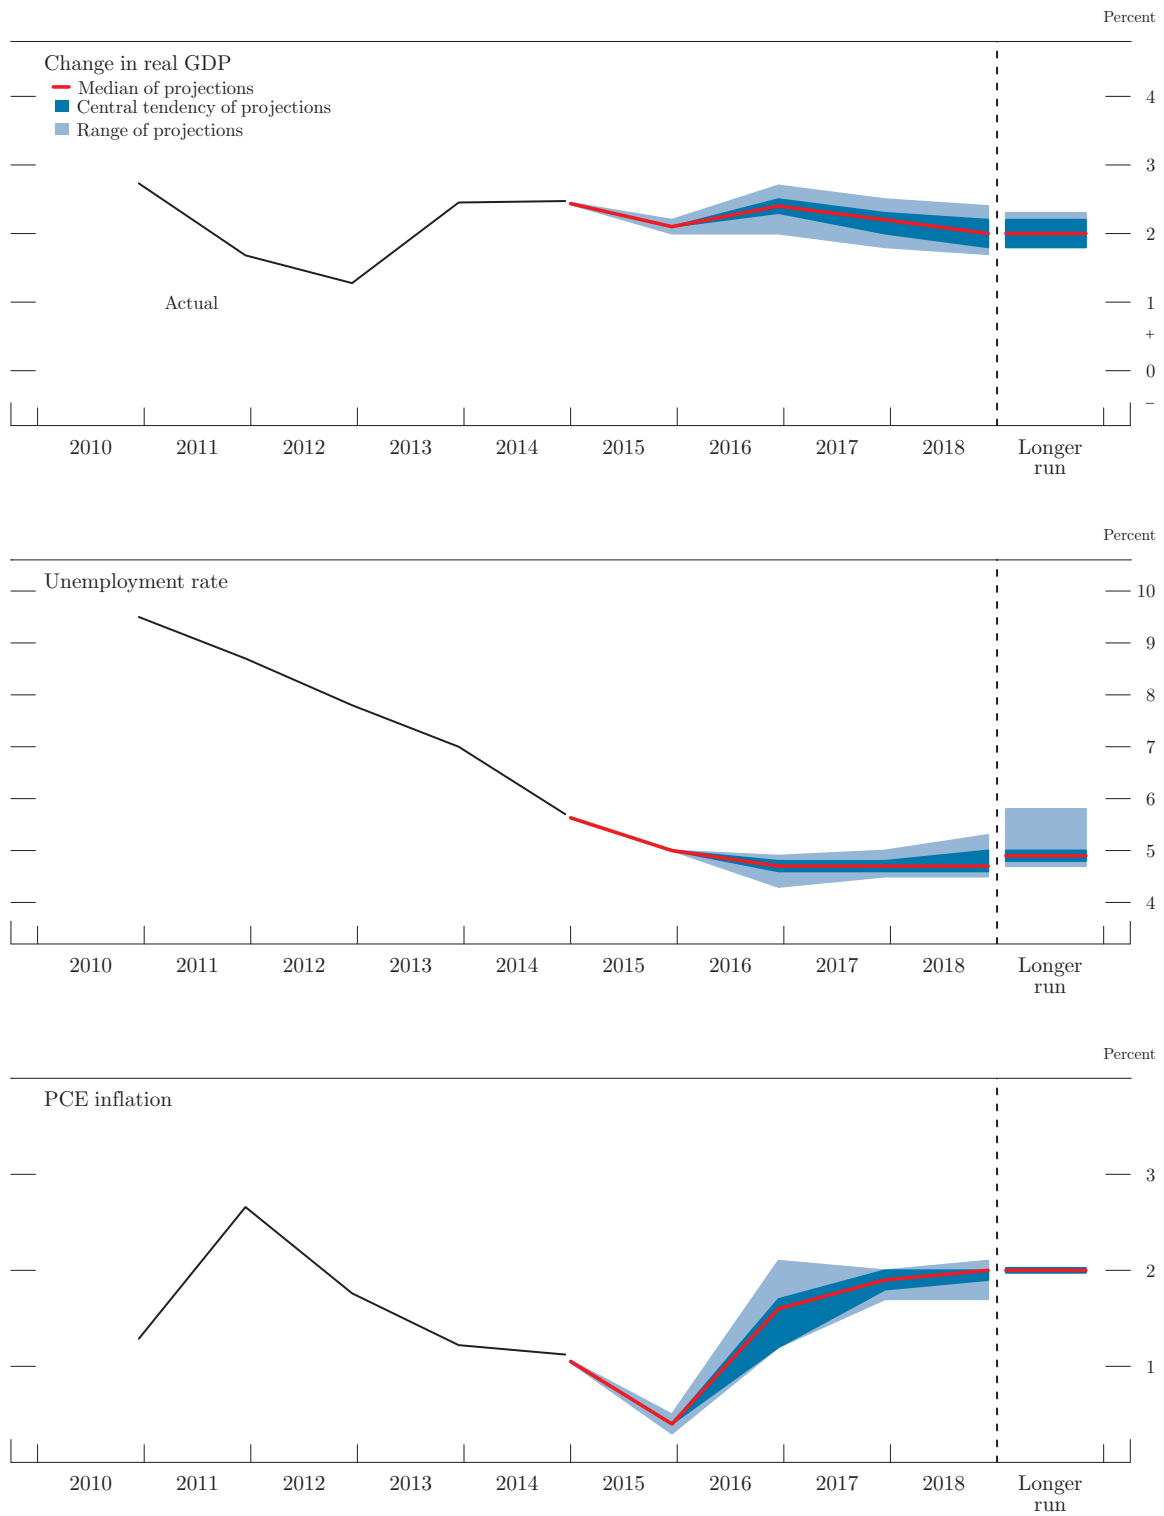 Percent
Change in real GDP
Median of projections
Central tendency of projections
Range of projections
Actual
4
3
2
1
+
0
−
2010 2011 2012 2013 2014 2015 2016 2017 2018 Longer
run
Percent
Unemployment rate
10
9
8
7
6
5
4
2010 2011 2012 2013 2014 2015 2016 2017 2018 Longer
run
Percent
PCE inflation
3
2
1
2010 2011 2012 2013 2014 2015 2016 2017 2018 Longer
run